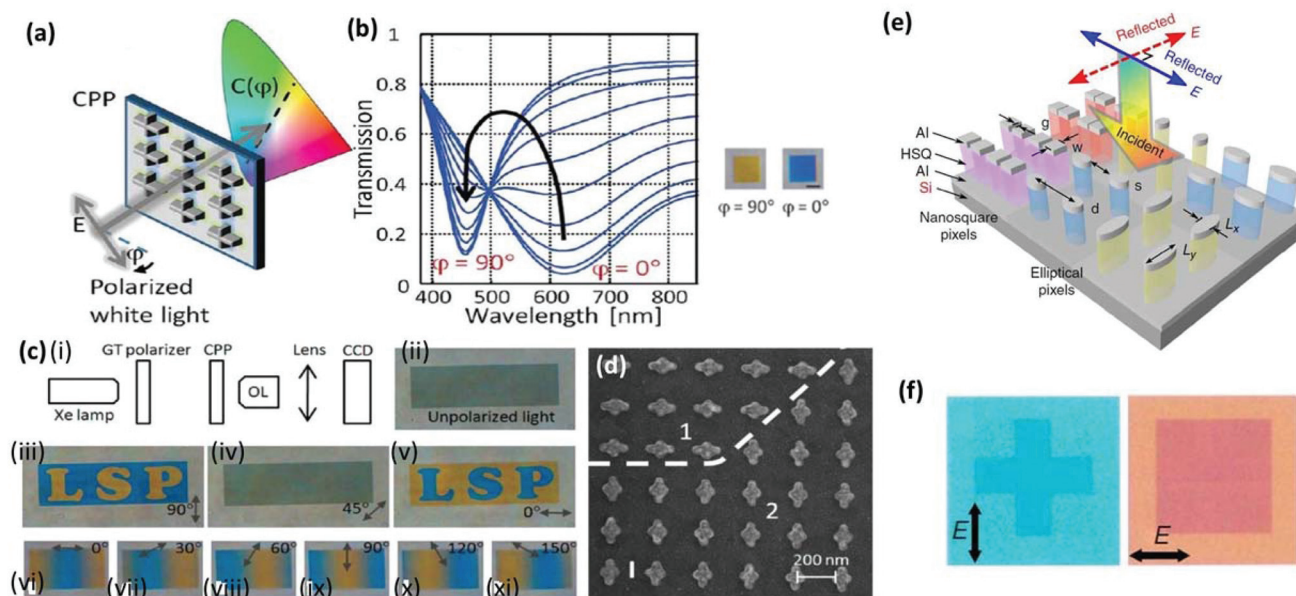 (a)
CPP
C(φ)
E
φ
Polarized
white light
(b)
Transmission
1
0.8
0.6
0.4
0.2
0
φ = 90°
φ = 0°
400
500
600
700
800
Wavelength [nm]
φ = 90°
φ = 0°
(c)
(i)
GT polarizer
CPP
Lens
CCD
OL
Xe lamp
(ii)
Unpolarized light
(iii)
LSP
90°
(iv)
45°
(v)
LSP
0°
0°
30°
60°
90°
120°
150°
(vi)
(vii)
(viii)
(ix)
(x)
(xi)
(d)
1
2
200 nm
(e)
Reflected
E
Reflected
E
Incident
Al
HSQ
Al
Si
g
w
s
d
Lx
Ly
Nanosquare
pixels
Elliptical
pixels
(f)
E
E